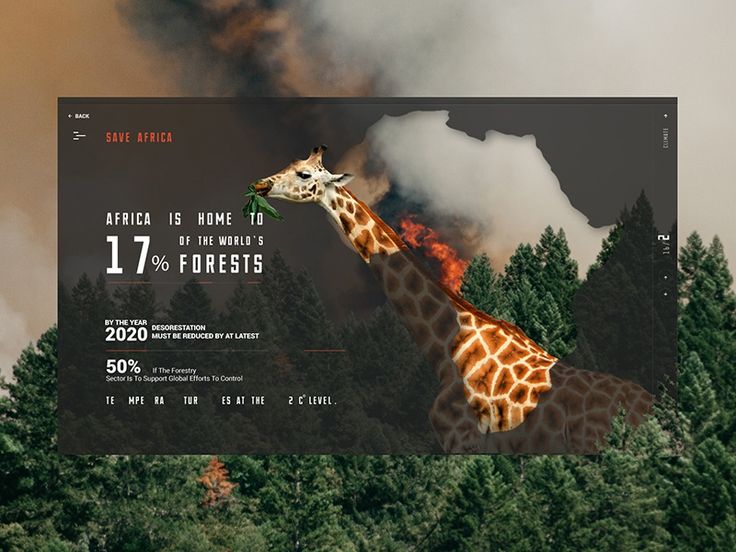 ← BACK
SAVE AFRICA
AFRICA IS HOME TO
17% OF THE WORLD'S
FORESTS
BY THE YEAR
2020 DESORESTATION
MUST BE REDUCED BY AT LATEST
50% If The Forestry
Sector Is To Support Global Efforts To Control
TE MPE RA TUR ES AT THE 2 C° LEVEL.
CLIMATE
16/2